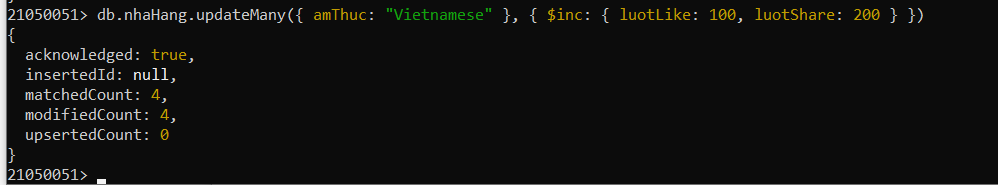 21050051> db.nhaHang.updateMany({ amThuc: "Vietnamese" }, { $inc: { luotLike: 100, luotShare: 200 } })
{
  acknowledged: true,
  insertedId: null,
  matchedCount: 4,
  modifiedCount: 4,
  upsertedCount: 0
}
21050051>